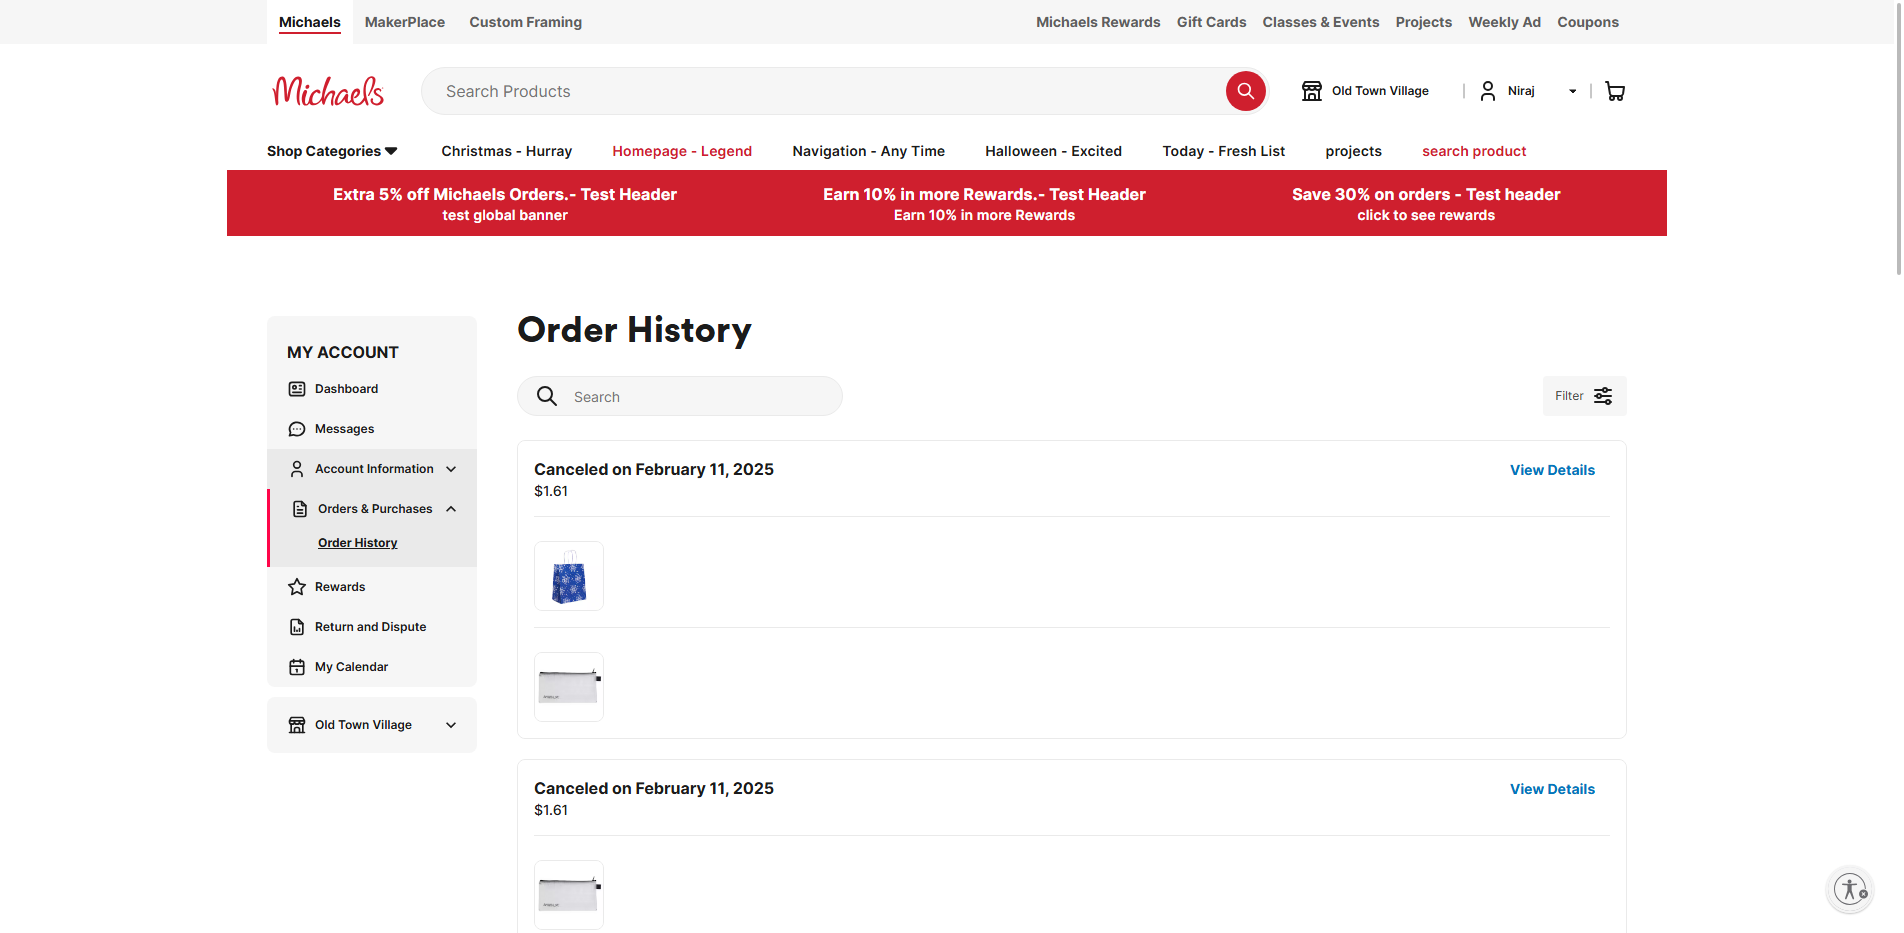 Michaels MakerPlace Custom Framing Michaels Rewards Gift Cards Classes & Events Projects Weekly Ad Coupons
Michaels Search Products Old Town Village Niraj
Shop Categories Christmas - Hurray Homepage - Legend Navigation - Any Time Halloween - Excited Today - Fresh List projects search product
Extra 5% off Michaels Orders.- Test Header Earn 10% in more Rewards.- Test Header Save 30% on orders - Test header
test global banner Earn 10% in more Rewards click to see rewards
MY ACCOUNT
Dashboard
Messages
Account Information
Orders & Purchases
Order History
Rewards
Return and Dispute
My Calendar
Old Town Village
Order History
Search Filter
Canceled on February 11, 2025 View Details
$1.61
Canceled on February 11, 2025 View Details
$1.61